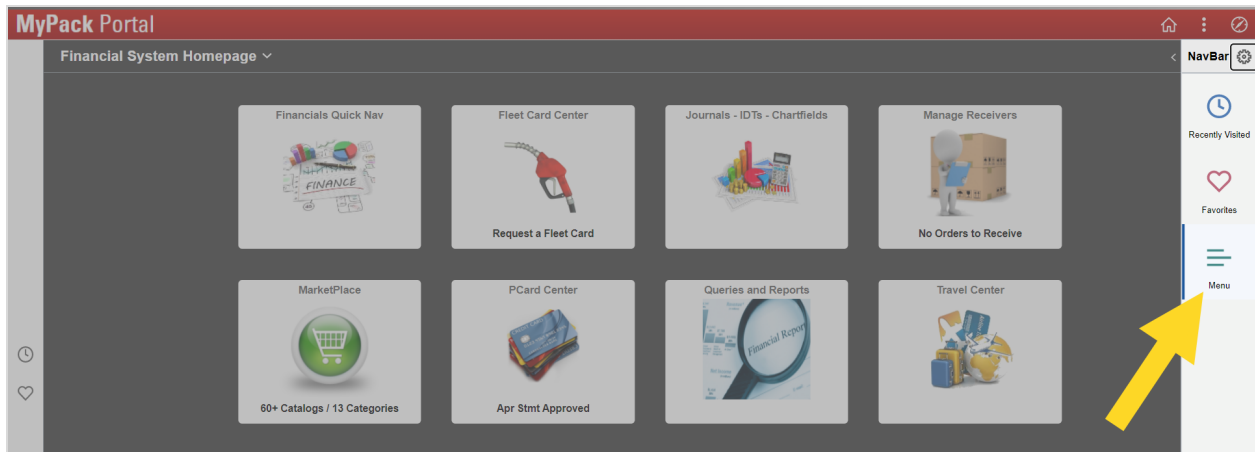 MyPack Portal
Financial System Homepage
NavBar
Financials Quick Nav
FINANCE
Fleet Card Center
Request a Fleet Card
Journals - IDTs - Chartfields
Manage Receivers
No Orders to Receive
MarketPlace
60+ Catalogs / 13 Categories
PCard Center
Apr Stmt Approved
Queries and Reports
Financial Repor
Travel Center
Recently Visited
Favorites
Menu